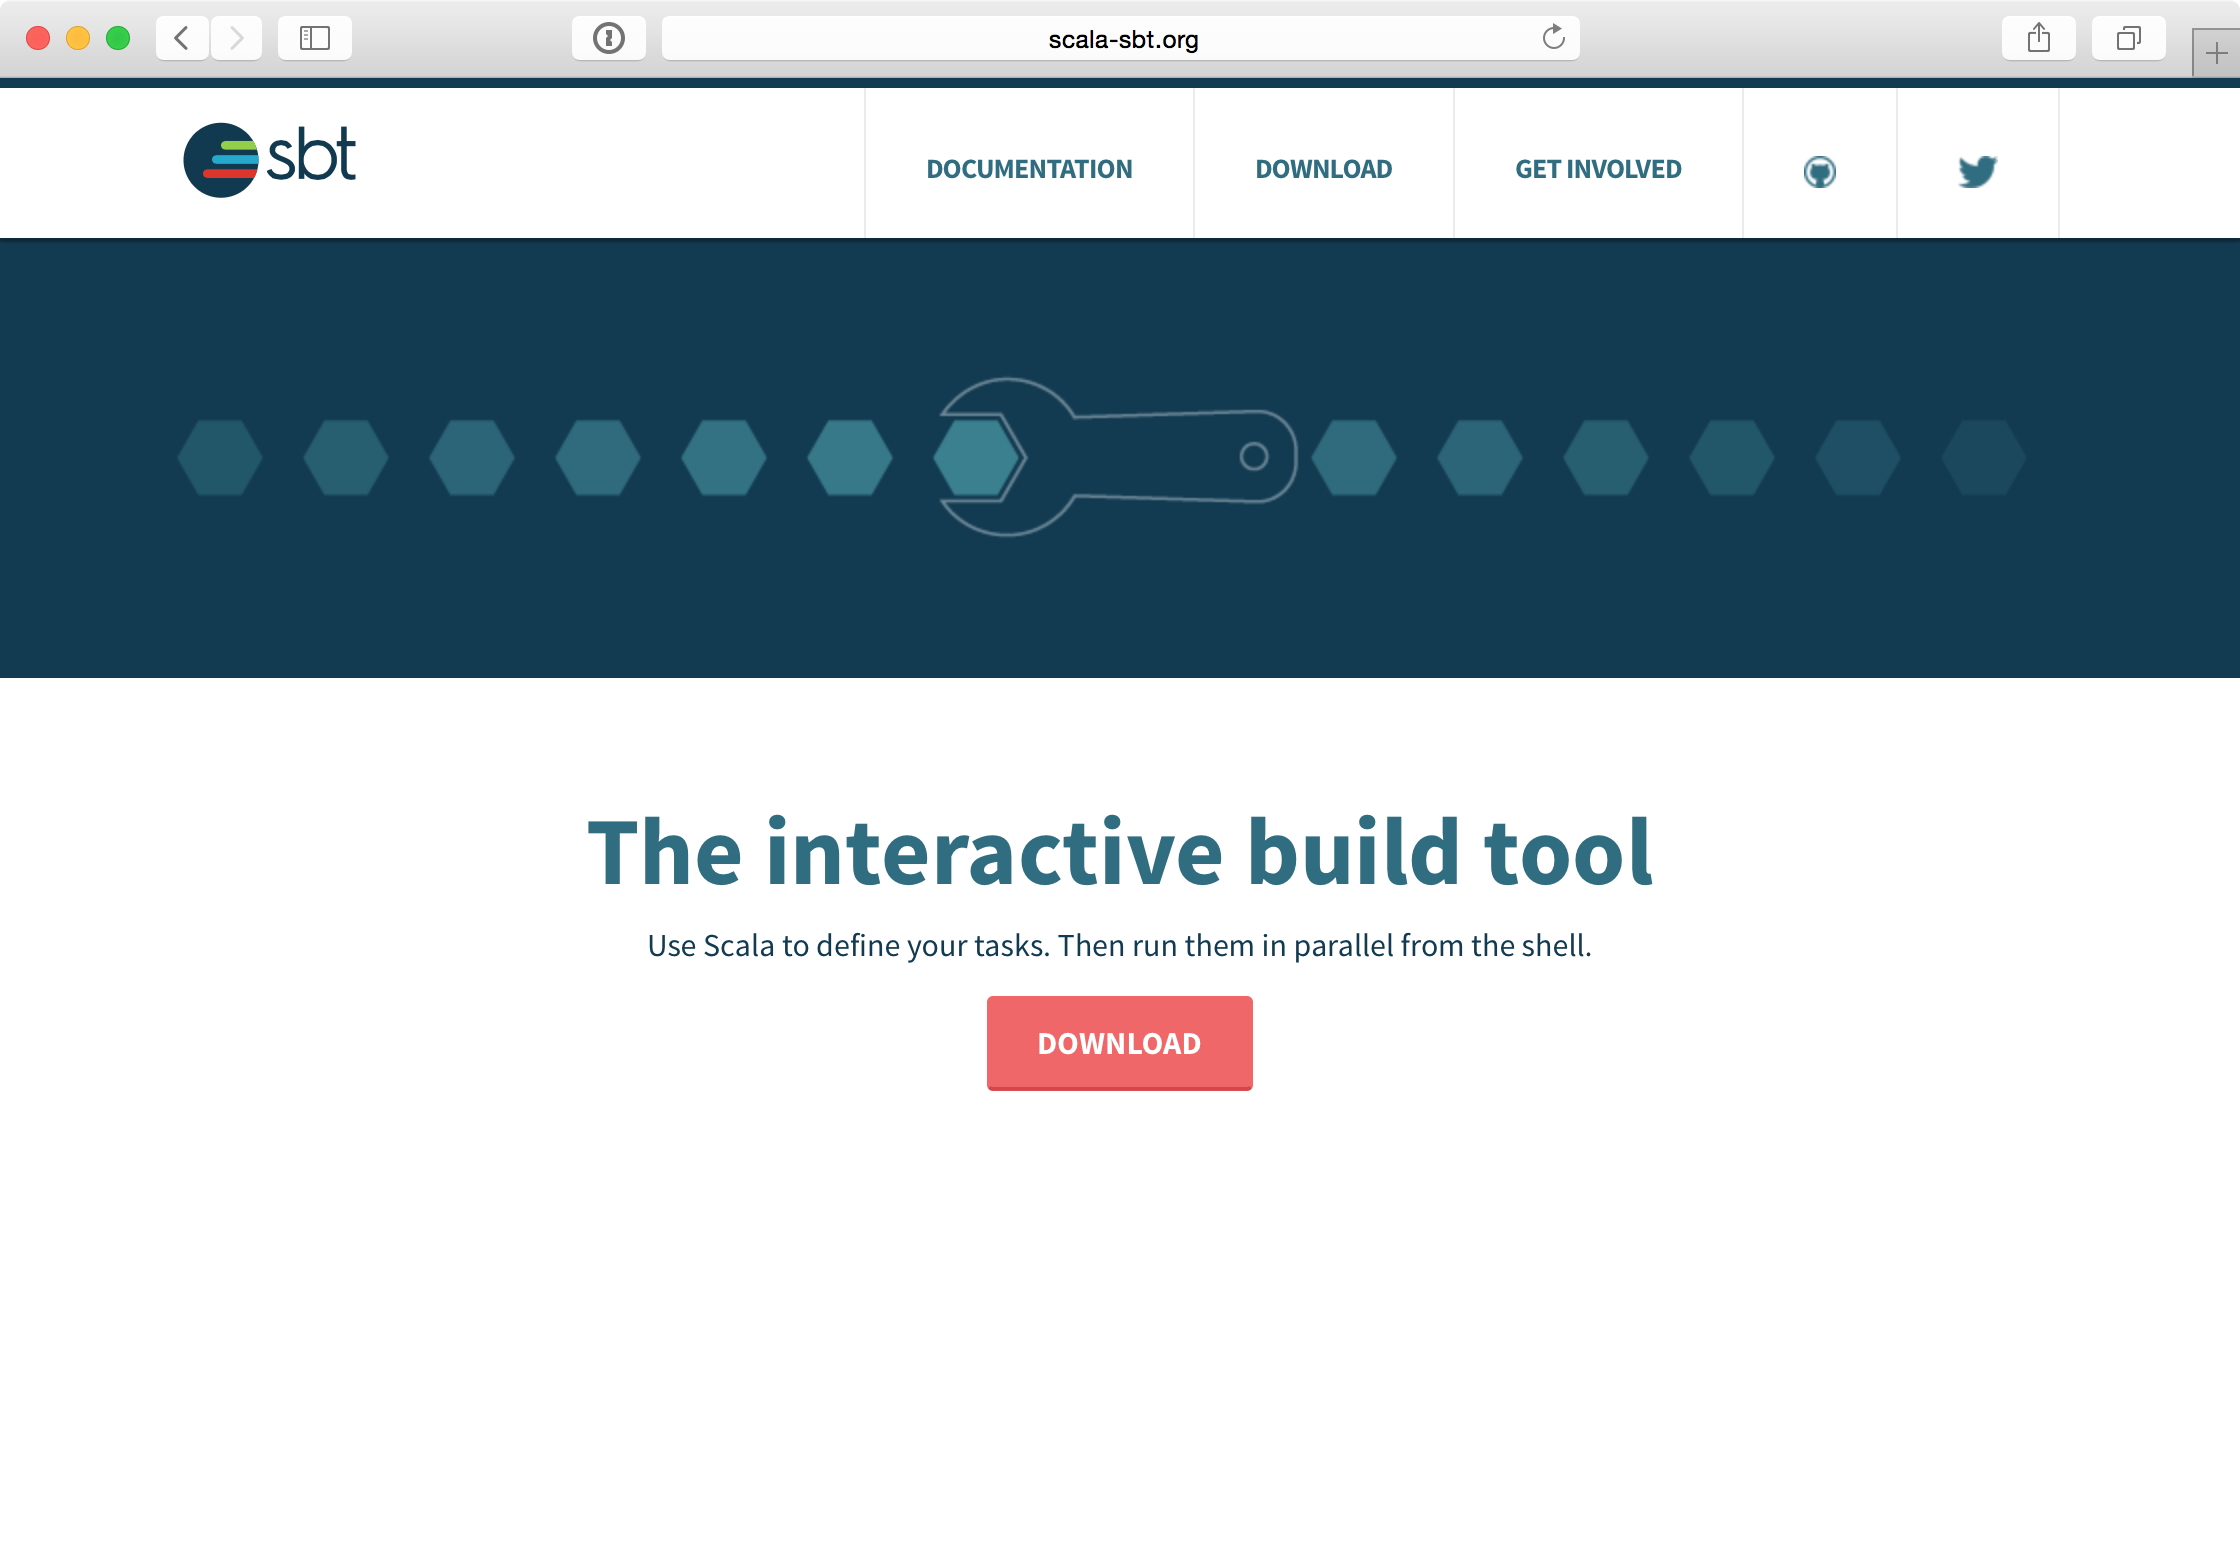 scala-sbt.org
sbt
DOCUMENTATION
DOWNLOAD
GET INVOLVED
The interactive build tool
Use Scala to define your tasks. Then run them in parallel from the shell.
DOWNLOAD